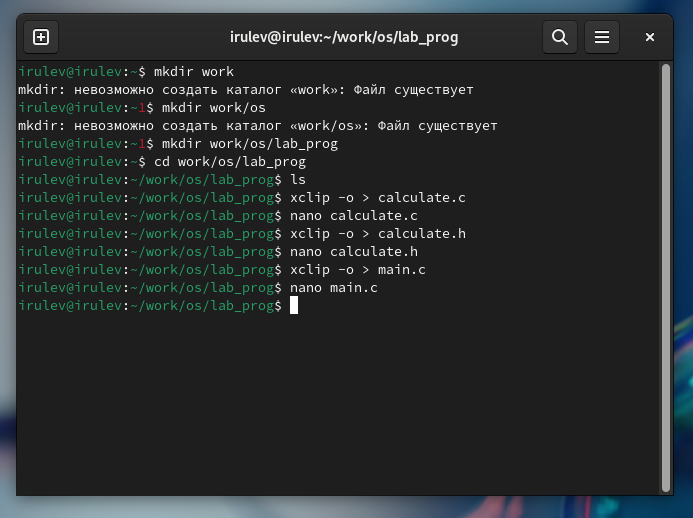 irulev@irulev:~/work/os/lab_prog
irulev@irulev:~$ mkdir work
mkdir: невозможно создать каталог «work»: Файл существует
irulev@irulev:~1$ mkdir work/os
mkdir: невозможно создать каталог «work/os»: Файл существует
irulev@irulev:~1$ mkdir work/os/lab_prog
irulev@irulev:~$ cd work/os/lab_prog
irulev@irulev:~/work/os/lab_prog$ ls
irulev@irulev:~/work/os/lab_prog$ xclip -o > calculate.c
irulev@irulev:~/work/os/lab_prog$ nano calculate.c
irulev@irulev:~/work/os/lab_prog$ xclip -o > calculate.h
irulev@irulev:~/work/os/lab_prog$ nano calculate.h
irulev@irulev:~/work/os/lab_prog$ xclip -o > main.c
irulev@irulev:~/work/os/lab_prog$ nano main.c
irulev@irulev:~/work/os/lab_prog$